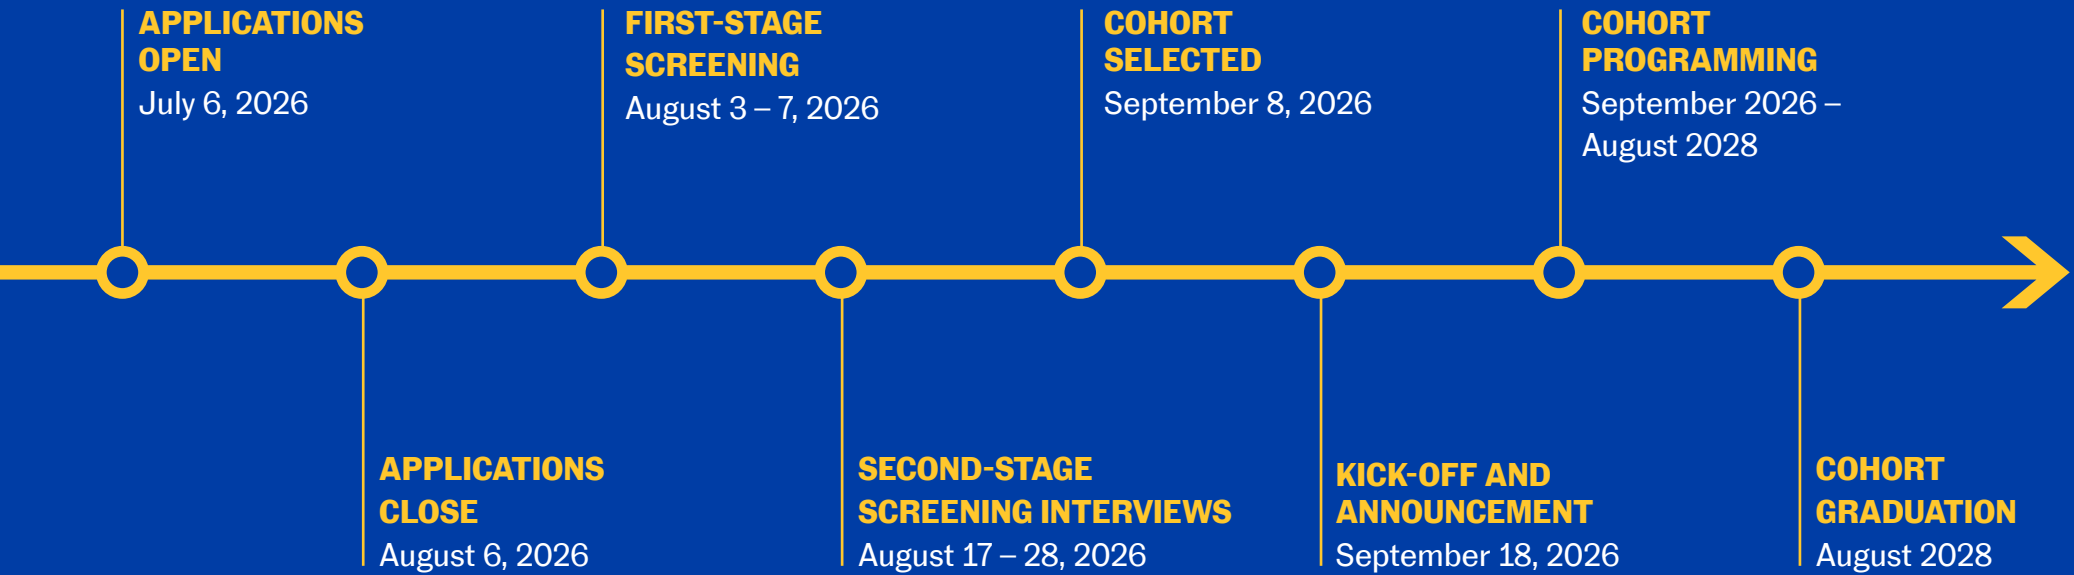 APPLICATIONS
OPEN
July 6, 2026
APPLICATIONS
CLOSE
August 6, 2026
FIRST-STAGE
SCREENING
August 3 – 7, 2026
SECOND-STAGE
SCREENING INTERVIEWS
August 17 – 28, 2026
COHORT
SELECTED
September 8, 2026
KICK-OFF AND
ANNOUNCEMENT
September 18, 2026
COHORT
PROGRAMMING
September 2026 –
August 2028
COHORT
GRADUATION
August 2028